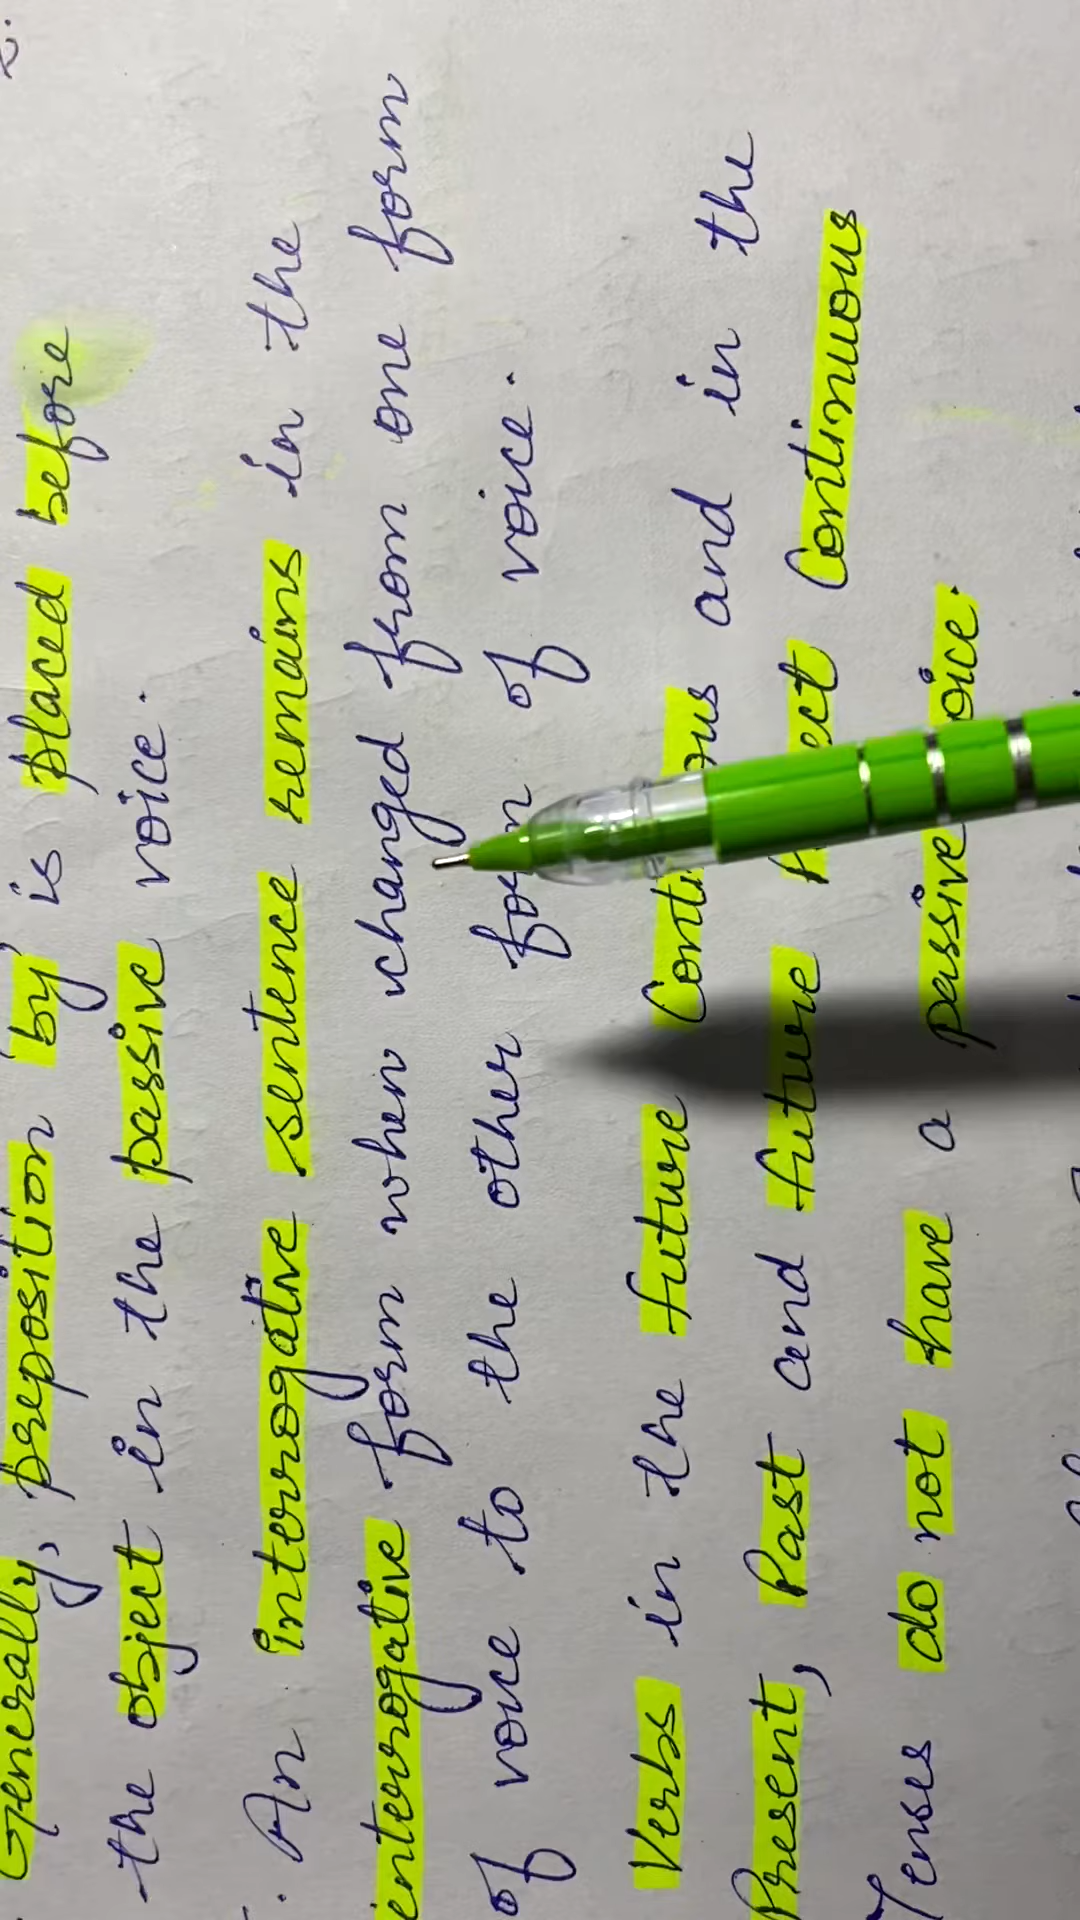 Generally, preposition 'by' is placed before
the object in the passive voice.
An interrogative sentence remains in the
interrogative form when changed from one form
of voice to the other form of voice.
Verbs in the future Continuous and in the
Present, Past and future Perfect Continuous
Tenses do not have a passive voice.